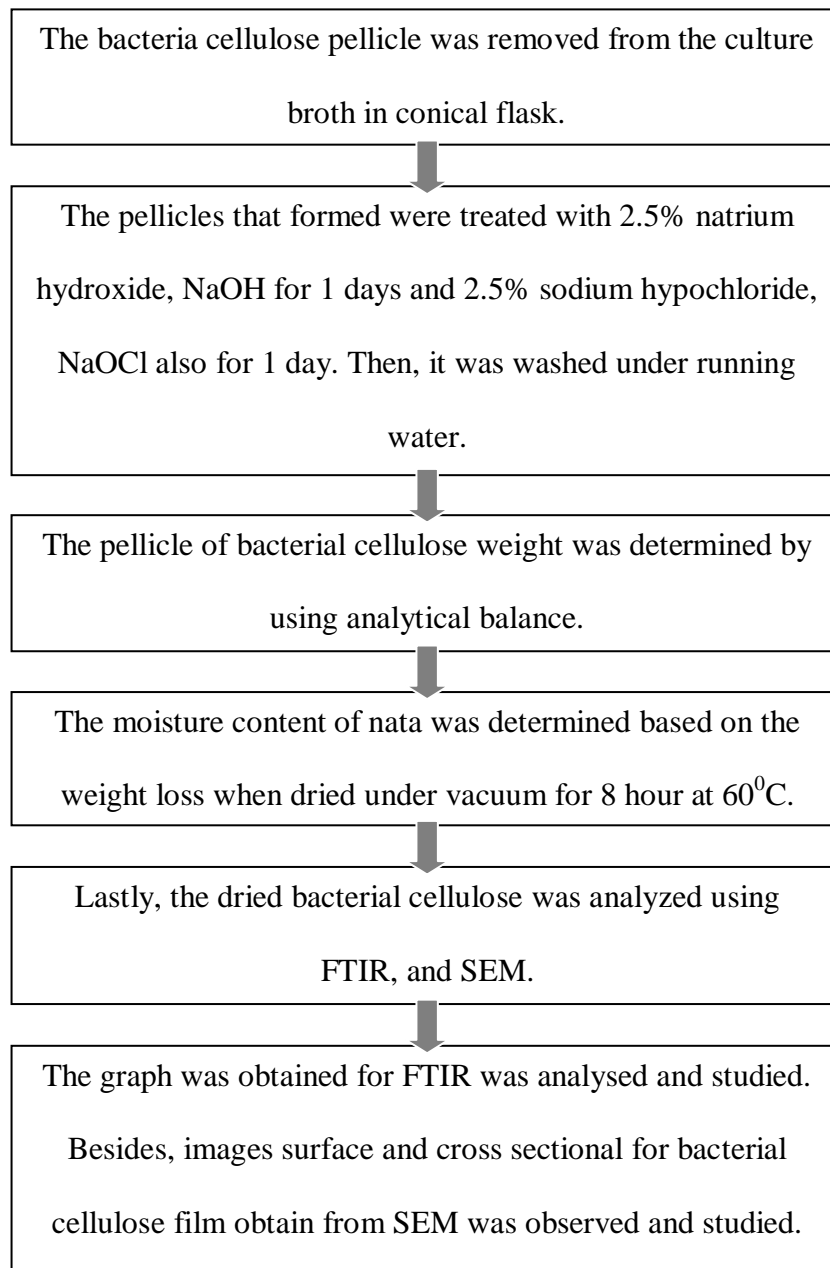 The bacteria cellulose pellicle was removed from the culture
broth in conical flask.
The pellicles that formed were treated with 2.5% natrium
hydroxide, NaOH for 1 days and 2.5% sodium hypochloride,
NaOCl also for 1 day. Then, it was washed under running
water.
The pellicle of bacterial cellulose weight was determined by
using analytical balance.
The moisture content of nata was determined based on the
weight loss when dried under vacuum for 8 hour at 60⁰C.
Lastly, the dried bacterial cellulose was analyzed using
FTIR, and SEM.
The graph was obtained for FTIR was analysed and studied.
Besides, images surface and cross sectional for bacterial
cellulose film obtain from SEM was observed and studied.